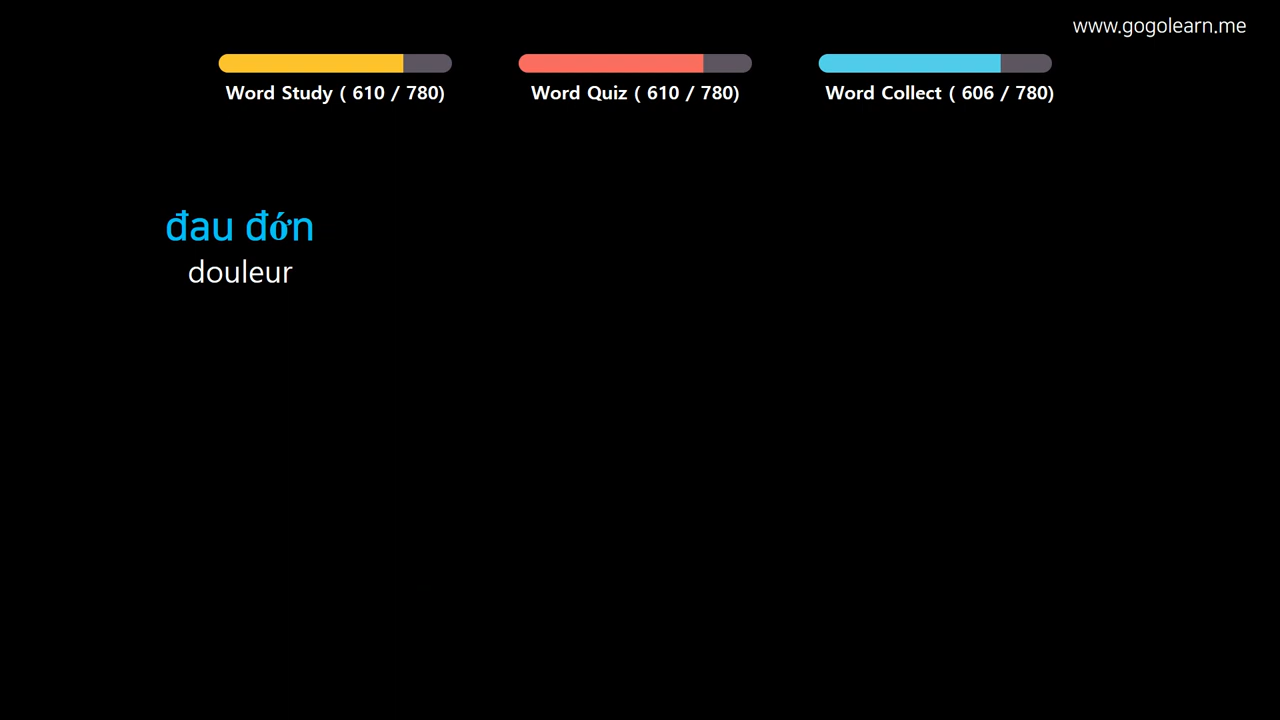 www.gogolearn.me
Word Study ( 610 / 780)
Word Quiz ( 610 / 780)
Word Collect ( 606 / 780)
đau đớn
douleur